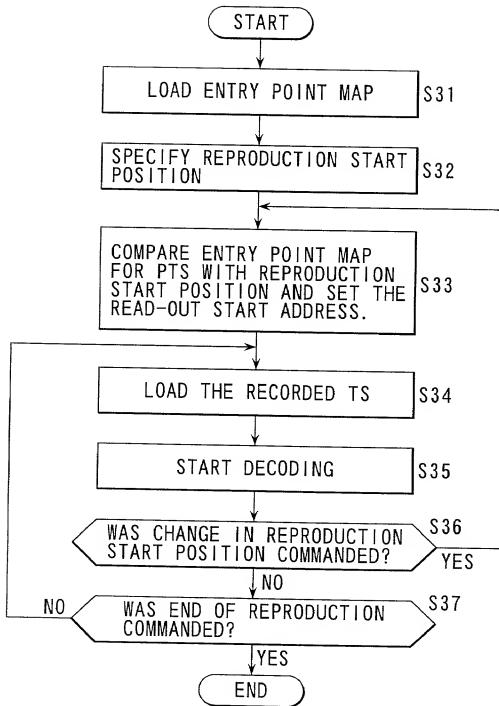 START
LOAD ENTRY POINT MAP
S31
SPECIFY REPRODUCTION START
POSITION
S32
COMPARE ENTRY POINT MAP
FOR PTS WITH REPRODUCTION
START POSITION AND SET THE
READ-OUT START ADDRESS.
S33
LOAD THE RECORDED TS
S34
START DECODING
S35
WAS CHANGE IN REPRODUCTION
START POSITION COMMANDED?
S36
YES
NO
WAS END OF REPRODUCTION
COMMANDED?
S37
NO
YES
END